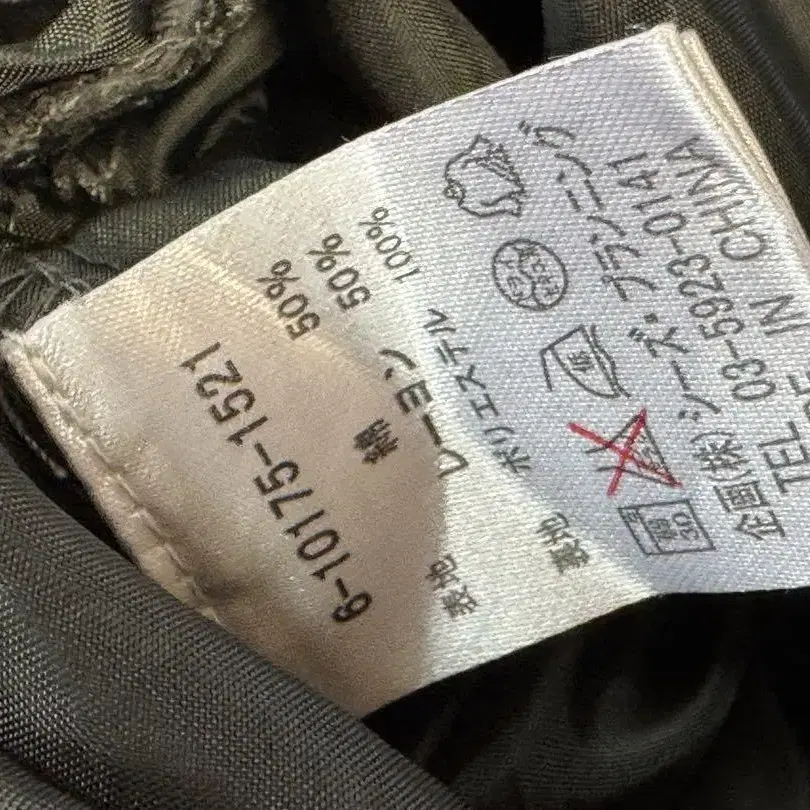 6-10175-1521
表地 綿 50%
レーヨン 50%
裏地 ポリエステル 100%
企画(株)シーズ・プランニング
TEL 03-5923-0141
IN CHINA